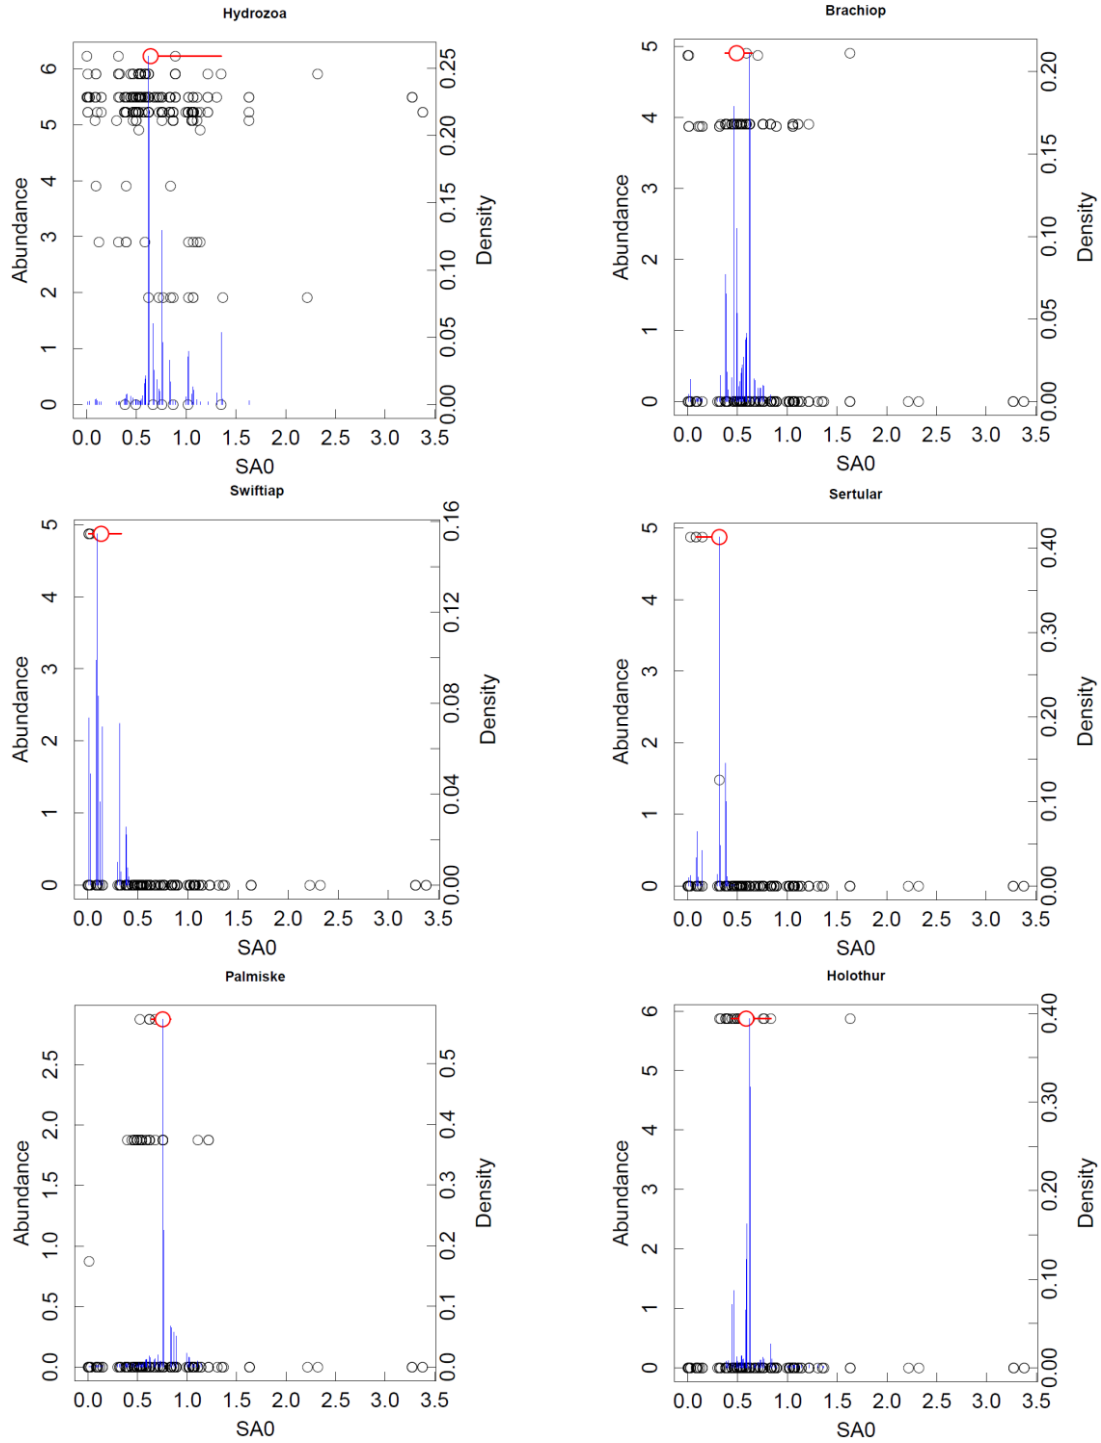 Hydrozoa
Abundance
0 1 2 3 4 5 6
0.00 0.05 0.10 0.15 0.20 0.25
Density
0.0 0.5 1.0 1.5 2.0 2.5 3.0 3.5
SA0
Brachiop
Abundance
0 1 2 3 4 5
0.00 0.05 0.10 0.15 0.20
Density
0.0 0.5 1.0 1.5 2.0 2.5 3.0 3.5
SA0
Swiftiap
Abundance
0 1 2 3 4 5
0.00 0.04 0.08 0.12 0.16
Density
0.0 0.5 1.0 1.5 2.0 2.5 3.0 3.5
SA0
Sertular
Abundance
0 1 2 3 4 5
0.00 0.10 0.20 0.30 0.40
Density
0.0 0.5 1.0 1.5 2.0 2.5 3.0 3.5
SA0
Palmiske
Abundance
0.0 0.5 1.0 1.5 2.0 2.5
0.0 0.1 0.2 0.3 0.4 0.5
Density
0.0 0.5 1.0 1.5 2.0 2.5 3.0 3.5
SA0
Holothur
Abundance
0 1 2 3 4 5 6
0.00 0.10 0.20 0.30 0.40
Density
0.0 0.5 1.0 1.5 2.0 2.5 3.0 3.5
SA0